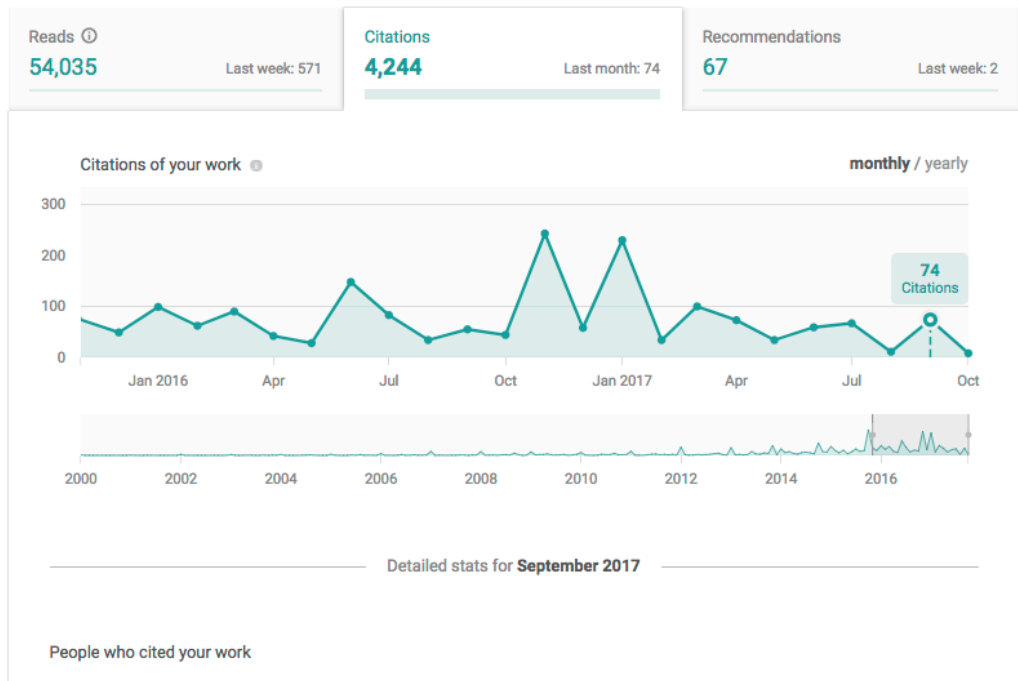 Reads
54,035
Last week: 571
Citations
4,244
Last month: 74
Recommendations
67
Last week: 2
Citations of your work
monthly / yearly
300
200
100
0
74
Citations
Jan 2016
Apr
Jul
Oct
Jan 2017
Apr
Jul
Oct
2000
2002
2004
2006
2008
2010
2012
2014
2016
Detailed stats for September 2017
People who cited your work